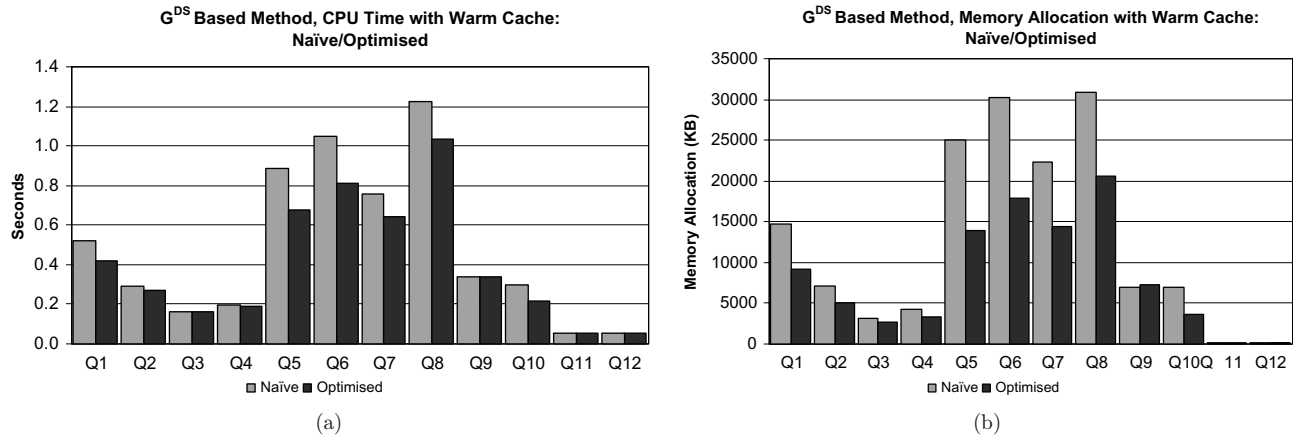 G^DS Based Method, CPU Time with Warm Cache:
Naïve/Optimised
Seconds
1.4
1.2
1.0
0.8
0.6
0.4
0.2
0.0
Q1 Q2 Q3 Q4 Q5 Q6 Q7 Q8 Q9 Q10 Q11 Q12
Naïve Optimised
(a)
G^DS Based Method, Memory Allocation with Warm Cache:
Naïve/Optimised
Memory Allocation (KB)
35000
30000
25000
20000
15000
10000
5000
0
Q1 Q2 Q3 Q4 Q5 Q6 Q7 Q8 Q9 Q10Q 11 Q12
Naïve Optimised
(b)